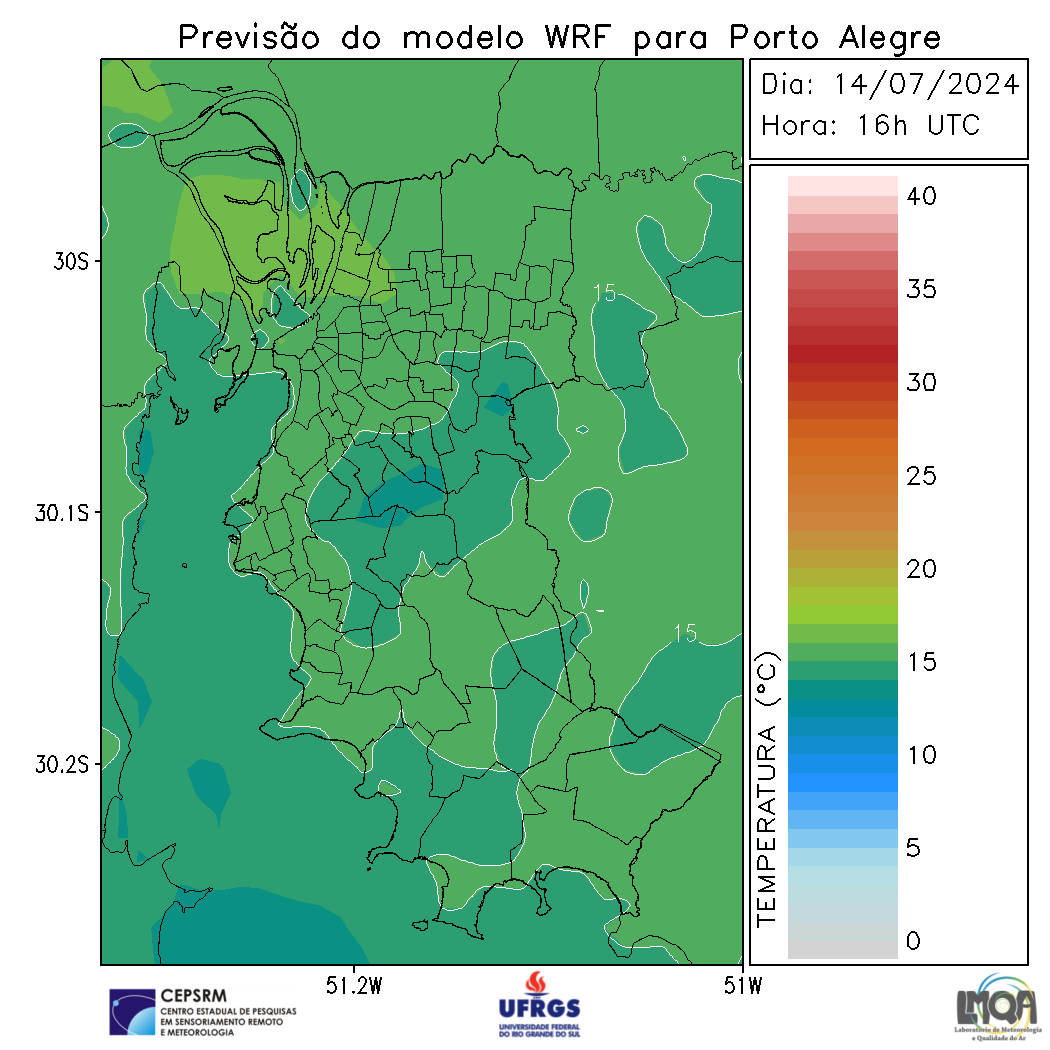 Previsão do modelo WRF para Porto Alegre
Dia: 14/07/2024
Hora: 16h UTC
40
35
30
25
20
15
10
5
0
TEMPERATURA (°C)
30S
30.1S
30.2S
51.2W
51W
15
15
CEPSRM
CENTRO ESTADUAL DE PESQUISAS
EM SENSORIAMENTO REMOTO
E METEOROLOGIA
UFRGS
UNIVERSIDADE FEDERAL
DO RIO GRANDE DO SUL
LMQA
Laboratório de Meteorologia
e Qualidade do Ar